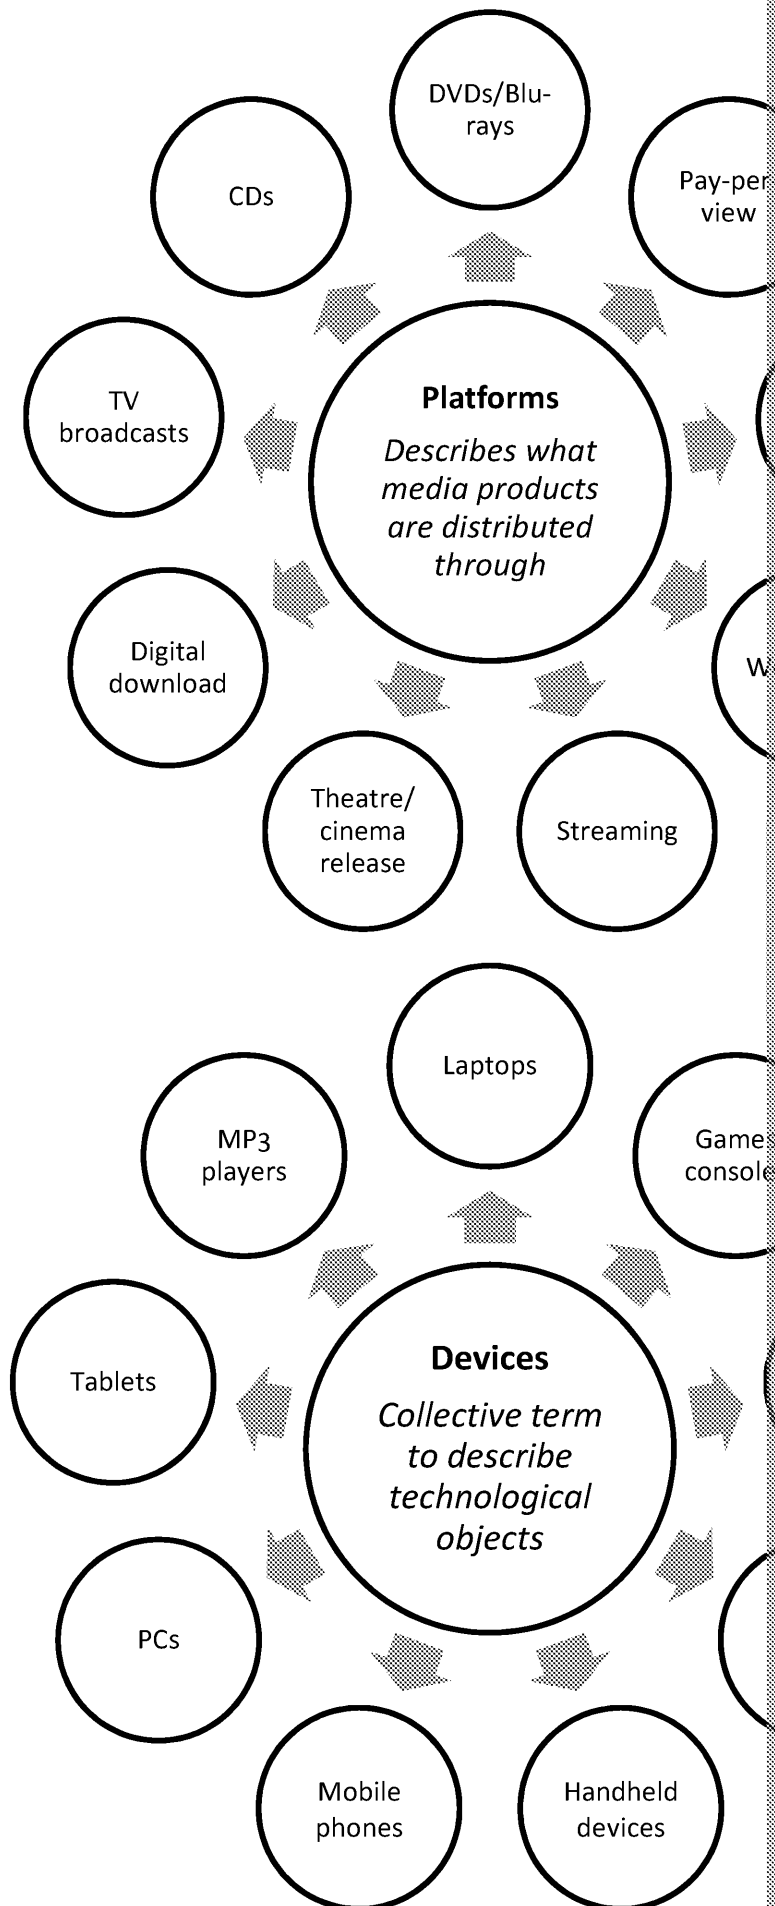 DVDs/Blu-
rays
CDs
Pay-per
view
TV
broadcasts
Platforms
Describes what
media products
are distributed
through
Digital
download
Theatre/
cinema
release
Streaming
Laptops
MP3
players
Game
Tablets
Devices
Collective term
to describe
technological
objects
PCs
Mobile
phones
Handheld
devices